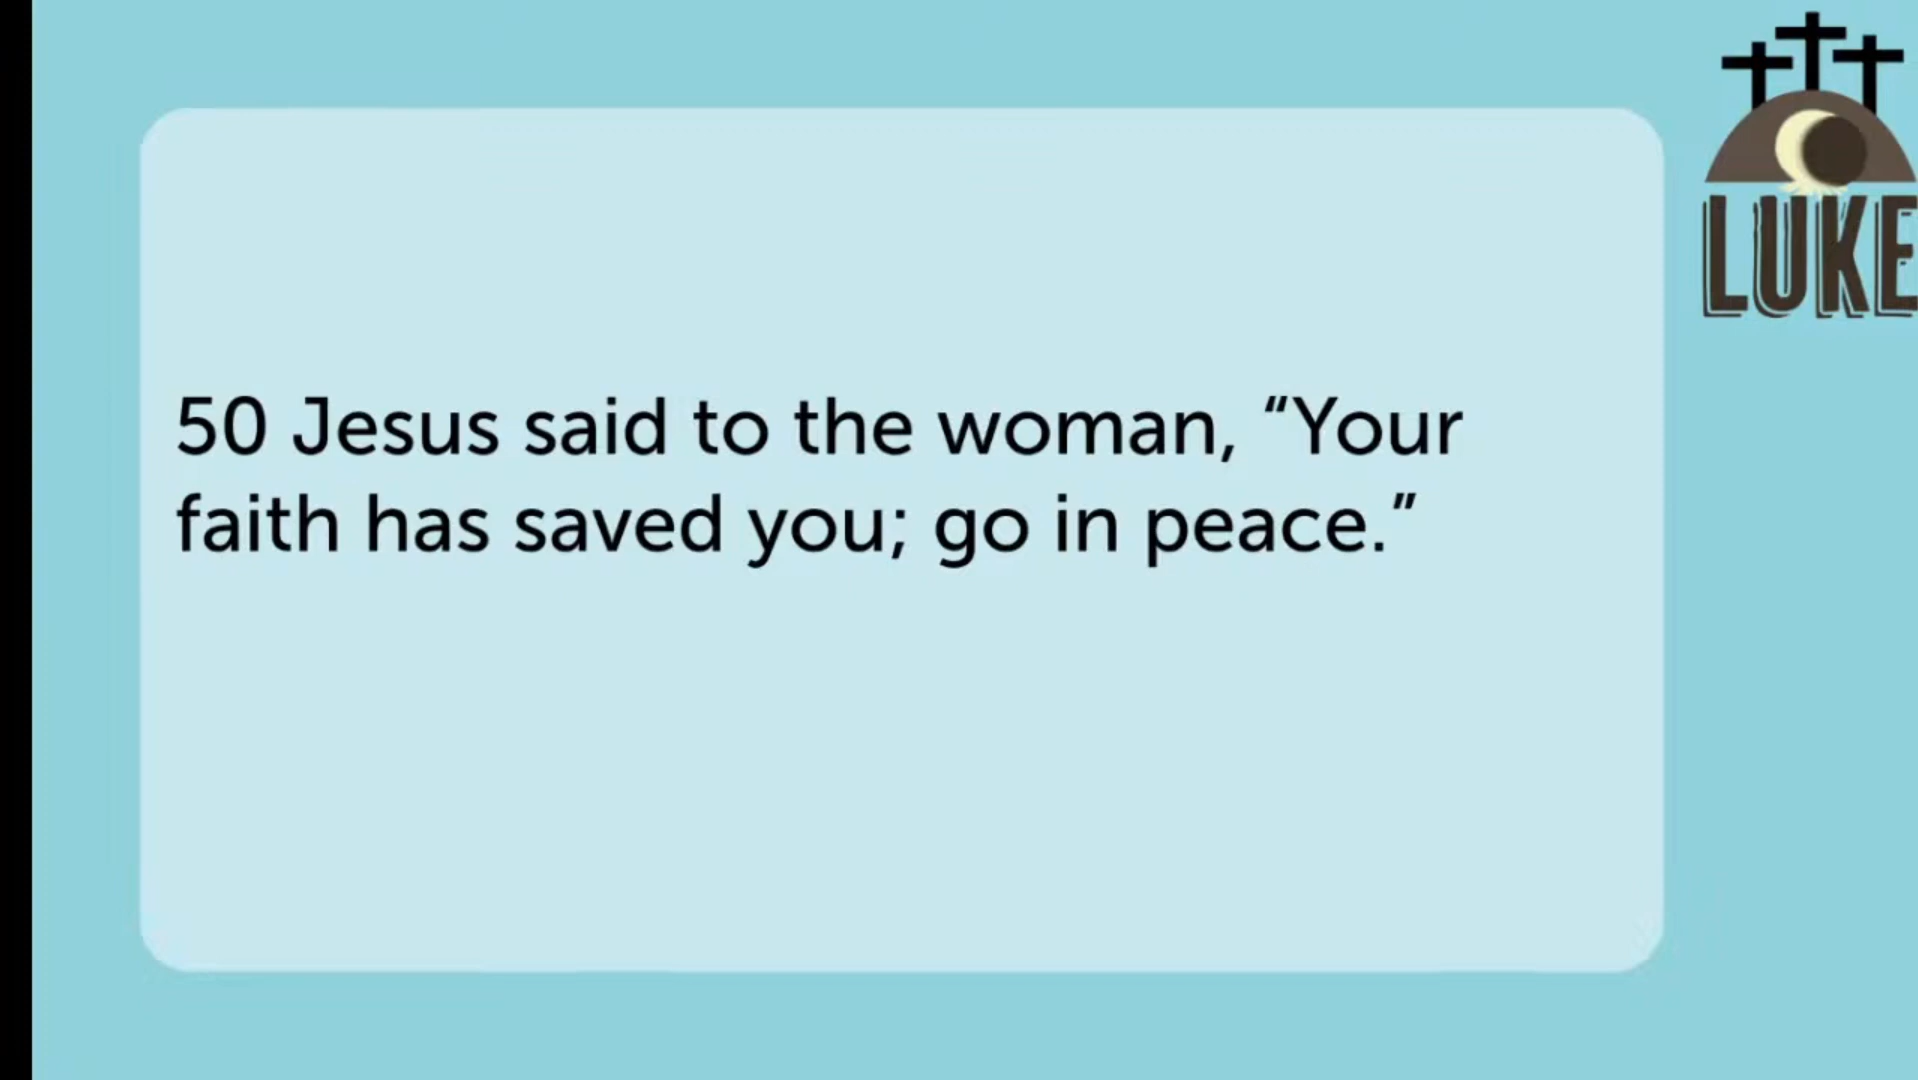 LUKE
50 Jesus said to the woman, “Your
faith has saved you; go in peace.”